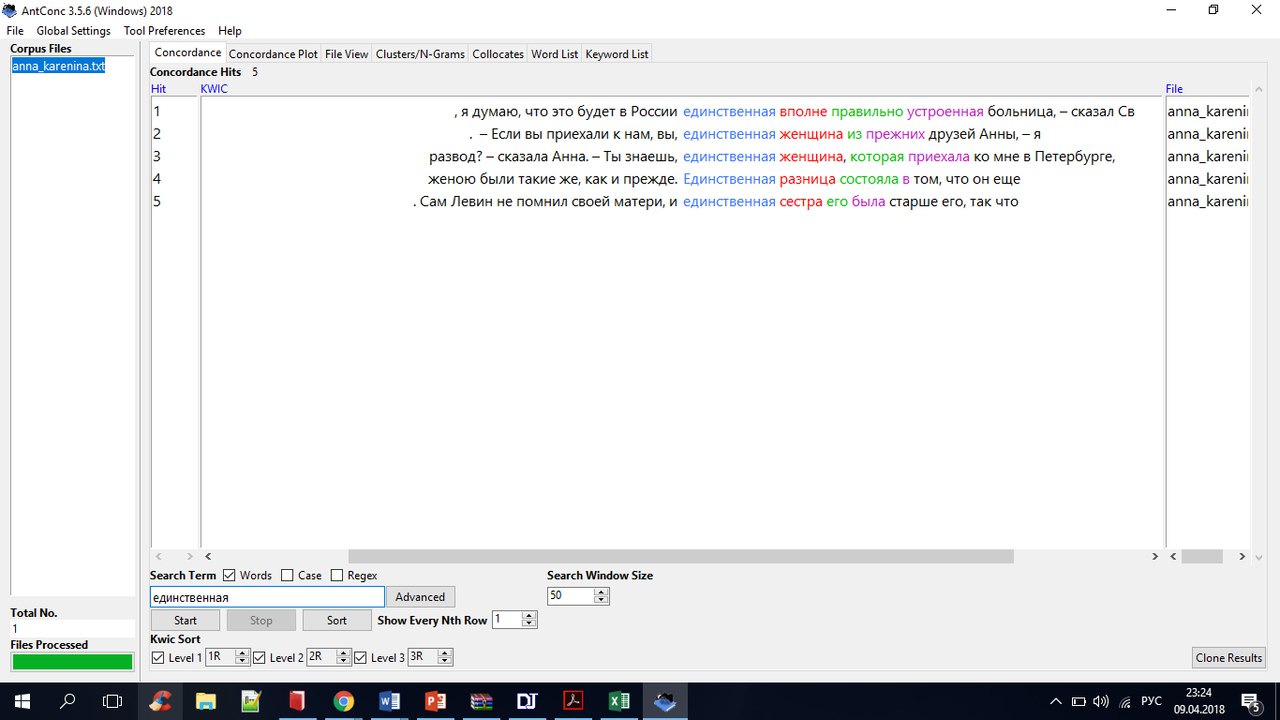 AntConc 3.5.6 (Windows) 2018
File Global Settings Tool Preferences Help
Corpus Files
anna_karenina.txt
Concordance Concordance Plot File View Clusters/N-Grams Collocates Word List Keyword List
Concordance Hits 5
Hit KWIC File
1 , я думаю, что это будет в России единственная вполне правильно устроенная больница, – сказал Св anna_kareni
2 . – Если вы приехали к нам, вы, единственная женщина из прежних друзей Анны, – я anna_kareni
3 развод? – сказала Анна. – Ты знаешь, единственная женщина, которая приехала ко мне в Петербурге, anna_kareni
4 женою были такие же, как и прежде. Единственная разница состояла в том, что он еще anna_kareni
5 . Сам Левин не помнил своей матери, и единственная сестра его была старше его, так что anna_kareni
Search Term Words Case Regex Search Window Size
единственная Advanced 50
Start Stop Sort Show Every Nth Row 1
Kwic Sort
Level 1 1R Level 2 2R Level 3 3R Clone Results
Total No.
1
Files Processed
РУС 23:24
09.04.2018 5